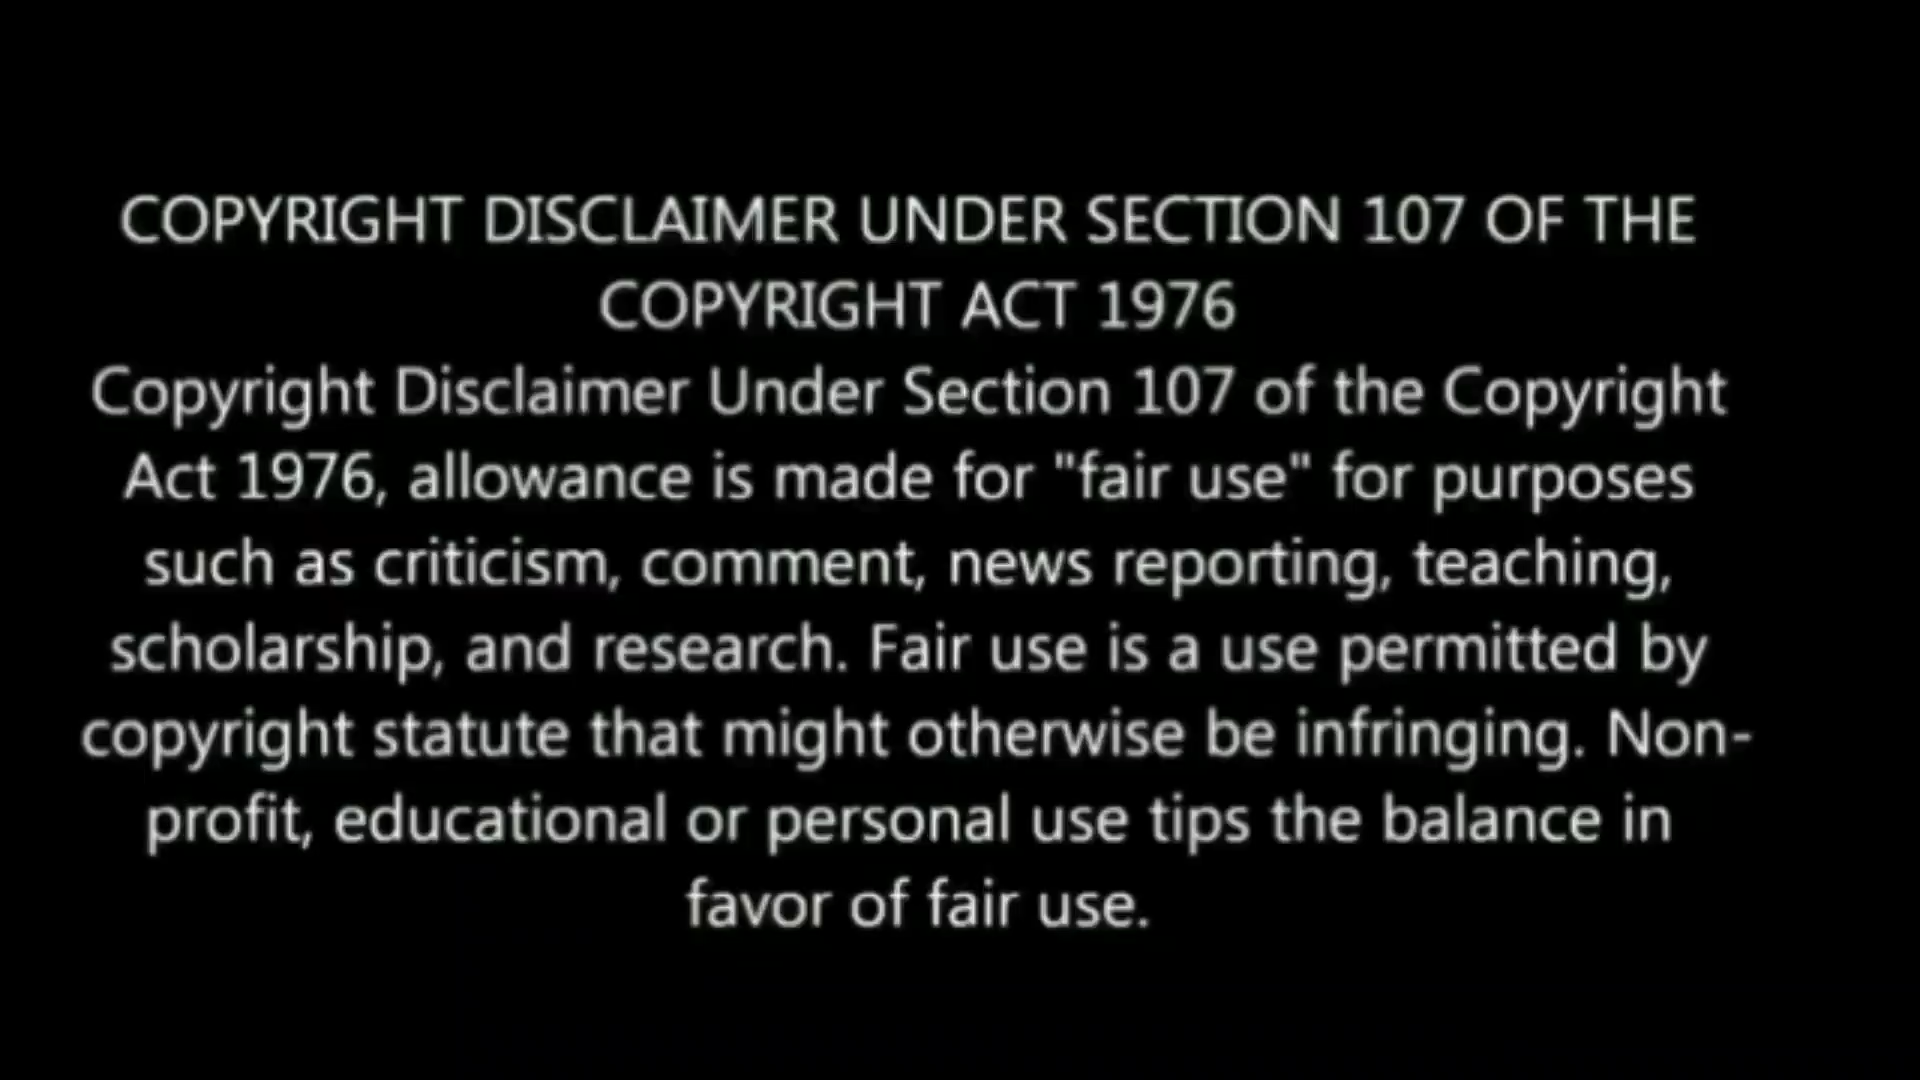 COPYRIGHT DISCLAIMER UNDER SECTION 107 OF THE
COPYRIGHT ACT 1976
Copyright Disclaimer Under Section 107 of the Copyright
Act 1976, allowance is made for "fair use" for purposes
such as criticism, comment, news reporting, teaching,
scholarship, and research. Fair use is a use permitted by
copyright statute that might otherwise be infringing. Non-
profit, educational or personal use tips the balance in
favor of fair use.